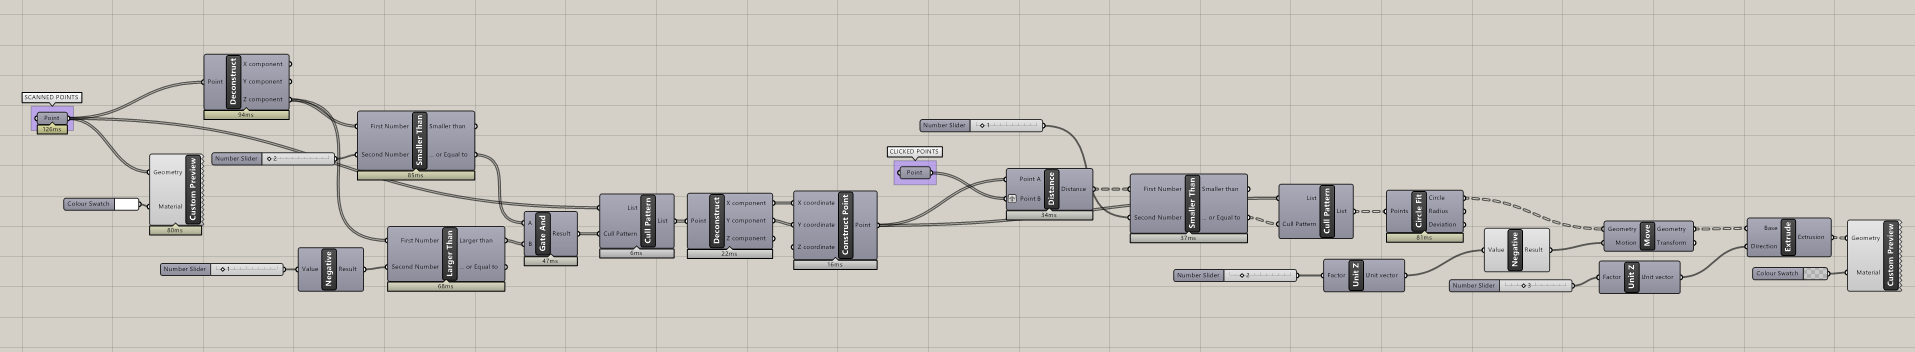 SCANNED POINTS
Point
126ms
Point
Deconstruct
X component
Y component
Z component
94ms
Geometry
Material
Custom Preview
80ms
Colour Swatch
Number Slider
2
First Number
Second Number
Smaller Than
Smaller than
... or Equal to
85ms
Number Slider
1
Value
Negative
Result
First Number
Second Number
Larger Than
Larger than
... or Equal to
68ms
A
B
Gate And
Result
47ms
List
Cull Pattern
Cull Pattern
List
6ms
Point
Deconstruct
X component
Y component
Z component
22ms
X coordinate
Y coordinate
Z coordinate
Construct Point
Point
16ms
CLICKED POINTS
Point
Number Slider
1
Point A
Point B
Distance
Distance
34ms
First Number
Second Number
Smaller Than
Smaller than
... or Equal to
37ms
List
Cull Pattern
Cull Pattern
List
Points
Circle Fit
Circle
Radius
Deviation
81ms
Number Slider
2
Factor
Unit Z
Unit vector
Value
Negative
Result
Number Slider
3
Geometry
Motion
Move
Geometry
Transform
Factor
Unit Z
Unit vector
Base
Direction
Extrude
Extrusion
Colour Swatch
Geometry
Material
Custom Preview